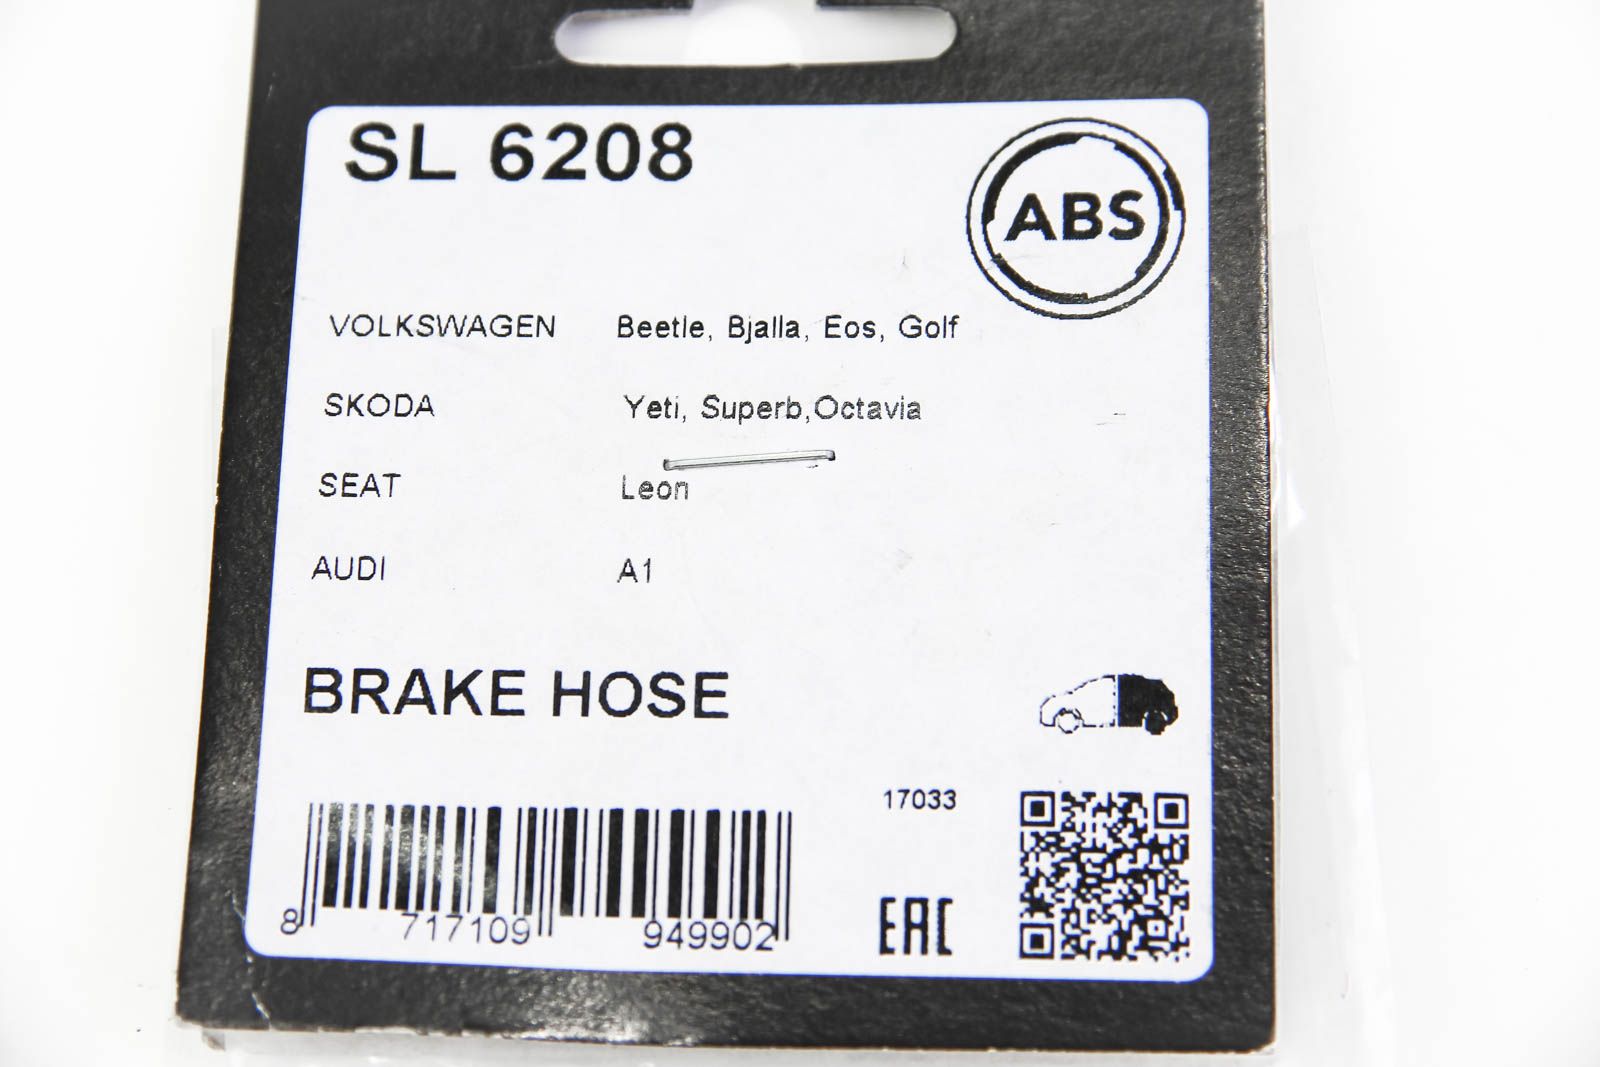 SL 6208
ABS
VOLKSWAGEN Beetle, Bjalla, Eos, Golf
SKODA Yeti, Superb,Octavia
SEAT Leon
AUDI A1
BRAKE HOSE
17033
8 717109 949902
EAC